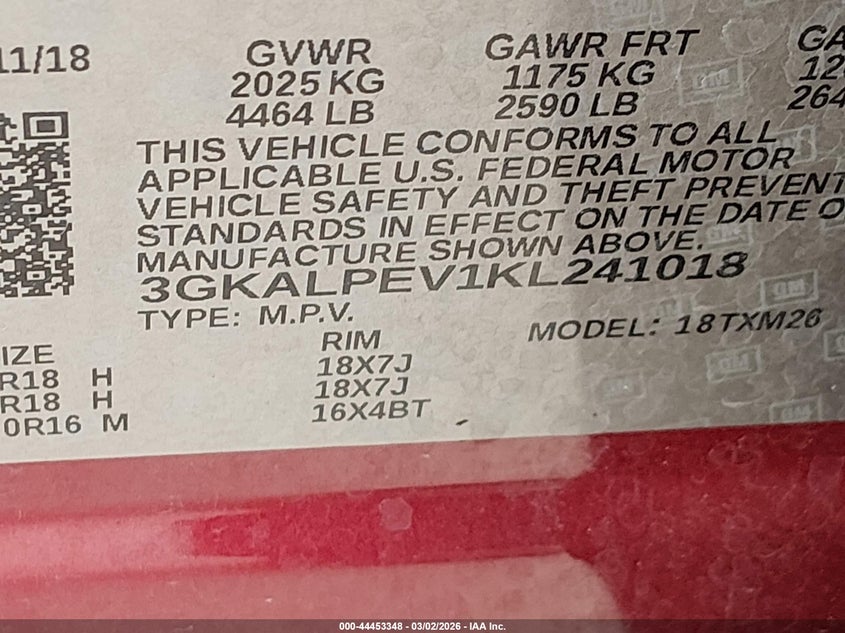 11/18
GVWR
2025 KG
4464 LB
GAWR FRT
1175 KG
2590 LB
THIS VEHICLE CONFORMS TO ALL
APPLICABLE U.S. FEDERAL MOTOR
VEHICLE SAFETY AND THEFT PREVENT
STANDARDS IN EFFECT ON THE DATE O
MANUFACTURE SHOWN ABOVE.
3GKALPEV1KL241018
TYPE: M.P.V.
MODEL: 18TXM26
IZE
RIM
R18 H
18X7J
R18 H
18X7J
0R16 M
16X4BT
000-44453348 - 03/02/2026 - IAA Inc.